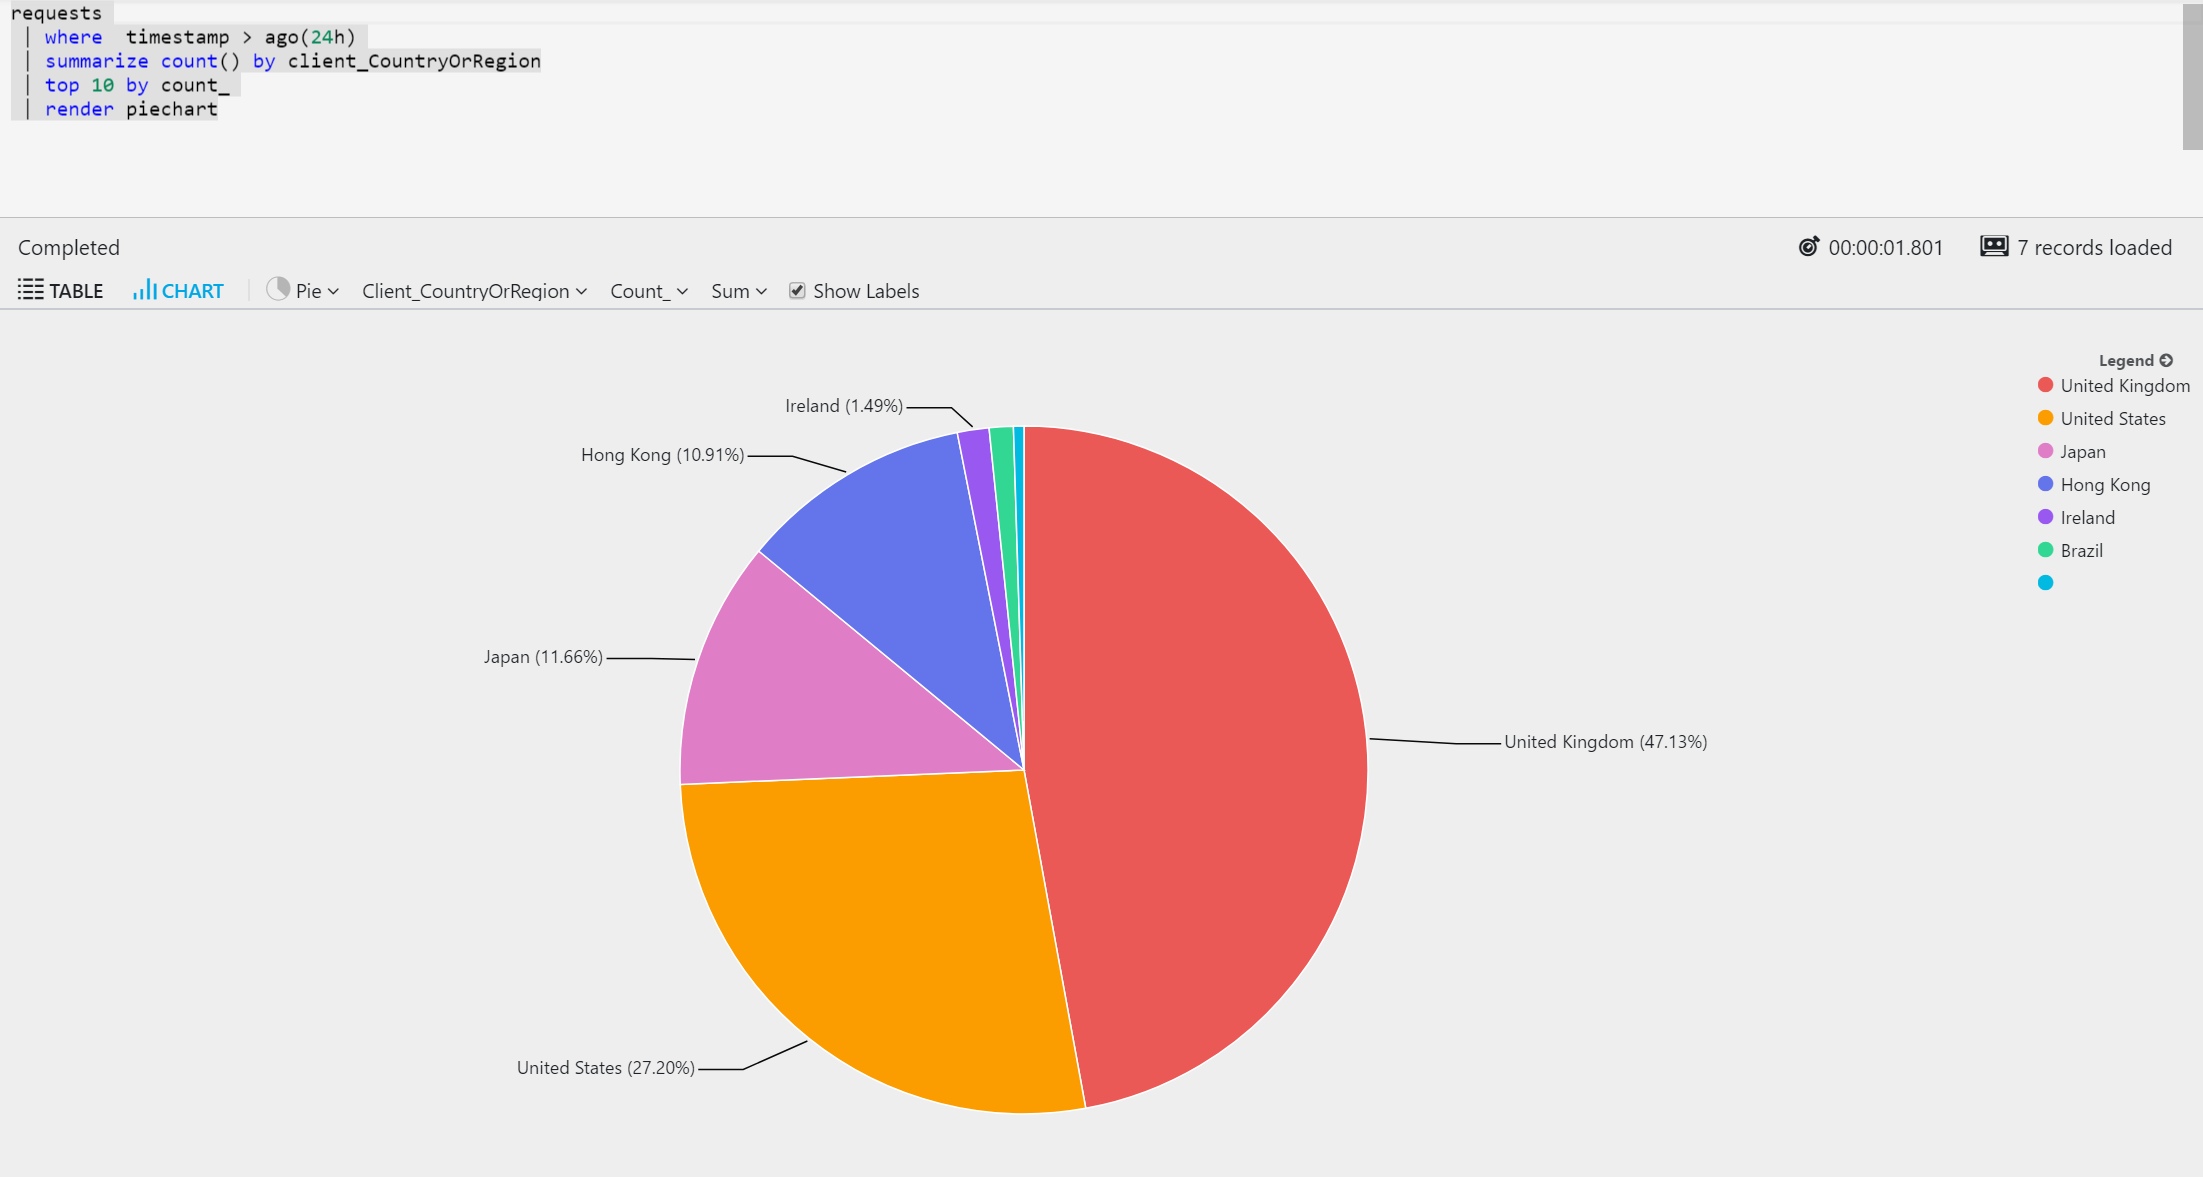 requests
| where  timestamp > ago(24h)
| summarize count() by client_CountryOrRegion
| top 10 by count_
| render piechart
Completed
00:00:01.801
7 records loaded
TABLE
CHART
Pie
Client_CountryOrRegion
Count_
Sum
Show Labels
Legend
United Kingdom
United States
Japan
Hong Kong
Ireland
Brazil
Ireland (1.49%)
Hong Kong (10.91%)
Japan (11.66%)
United Kingdom (47.13%)
United States (27.20%)